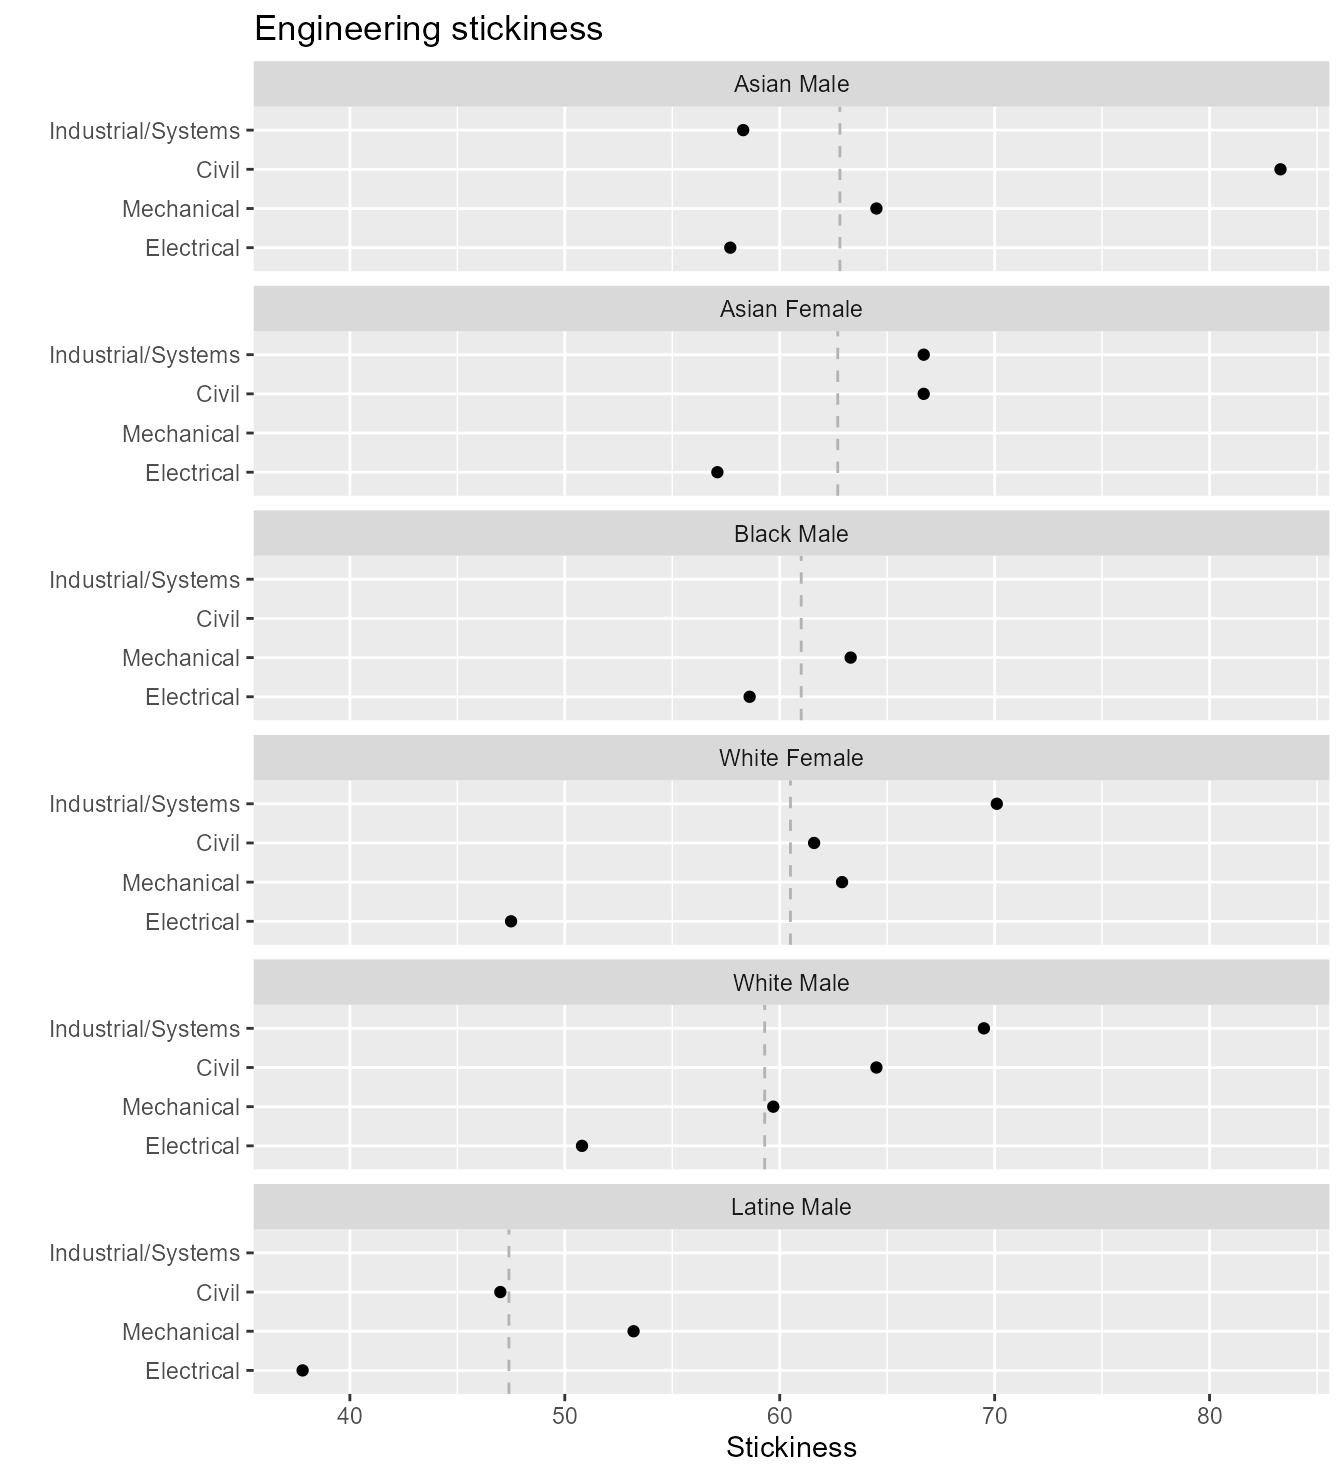 Engineering stickiness
Asian Male
Industrial/Systems
Civil
Mechanical
Electrical
Asian Female
Industrial/Systems
Civil
Mechanical
Electrical
Black Male
Industrial/Systems
Civil
Mechanical
Electrical
White Female
Industrial/Systems
Civil
Mechanical
Electrical
White Male
Industrial/Systems
Civil
Mechanical
Electrical
Latine Male
Industrial/Systems
Civil
Mechanical
Electrical
40 50 60 70 80
Stickiness